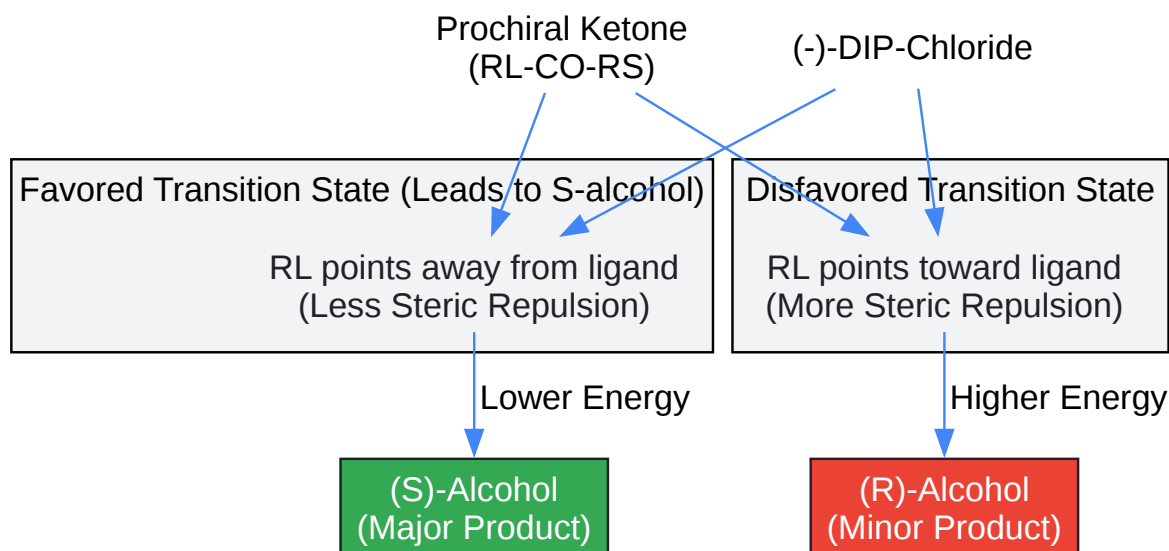 Prochiral Ketone
(RL-CO-RS)
(-)-DIP-Chloride
Favored Transition State (Leads to S-alcohol)
Disfavored Transition State
RL points away from ligand
(Less Steric Repulsion)
RL points toward ligand
(More Steric Repulsion)
Lower Energy
Higher Energy
(S)-Alcohol
(Major Product)
(R)-Alcohol
(Minor Product)